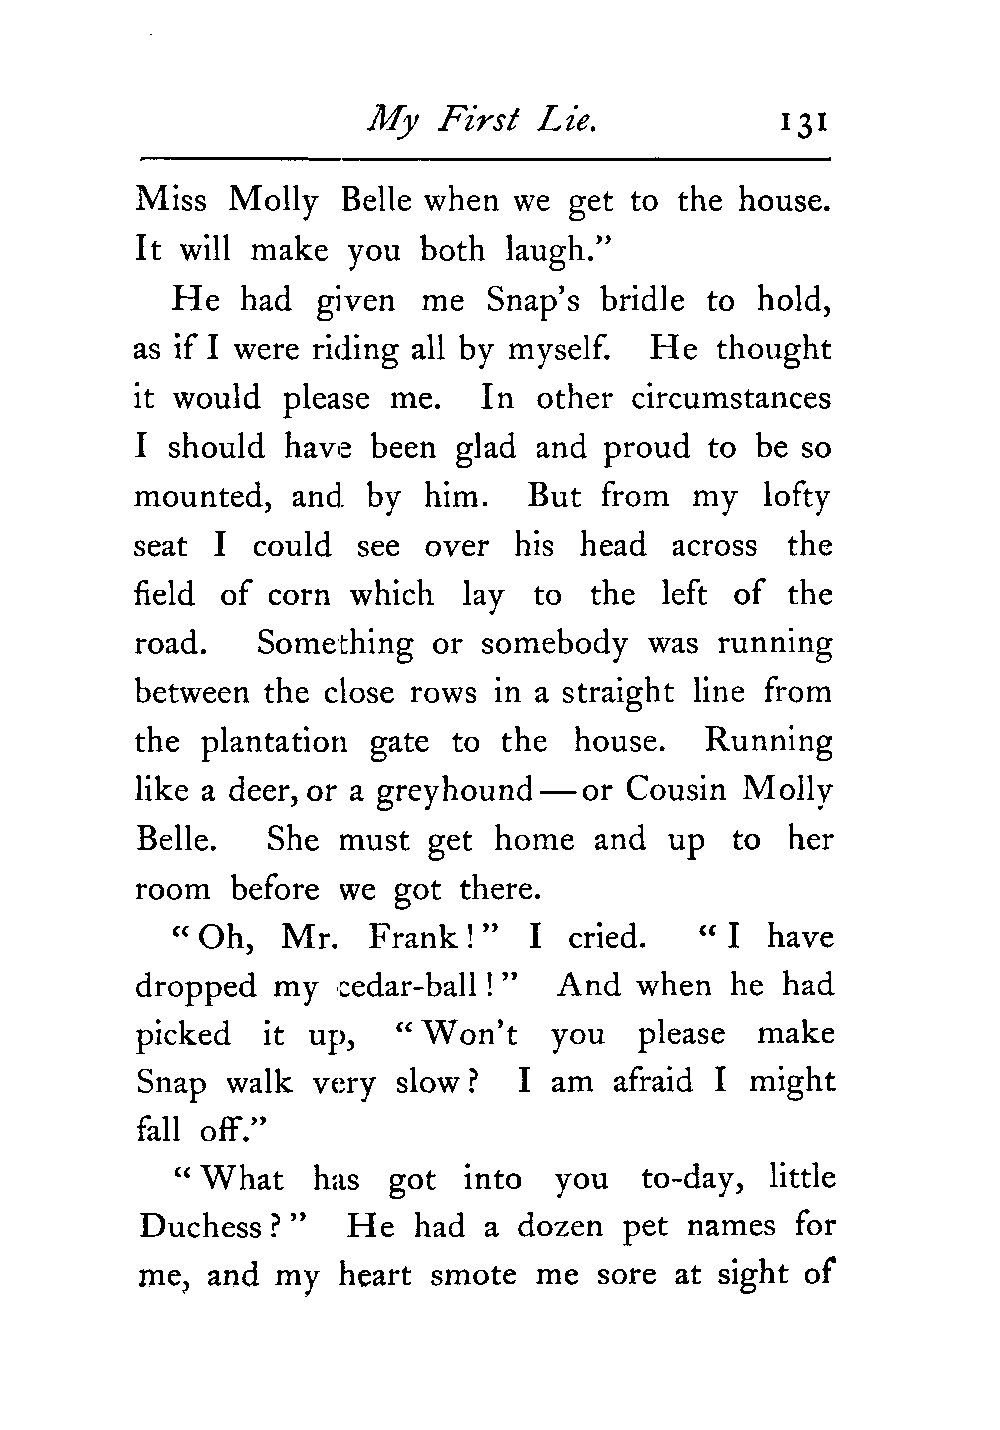 My First Lie. 131
Miss Molly Belle when we get to the house.
It will make you both laugh.”
He had given me Snap’s bridle to hold,
as if I were riding all by myself. He thought
it would please me. In other circumstances
I should have been glad and proud to be so
mounted, and by him. But from my lofty
seat I could see over his head across the
field of corn which lay to the left of the
road. Something or somebody was running
between the close rows in a straight line from
the plantation gate to the house. Running
like a deer, or a greyhound—or Cousin Molly
Belle. She must get home and up to her
room before we got there.
“Oh, Mr. Frank!” I cried. “I have
dropped my cedar-ball!” And when he had
picked it up, “Won’t you please make
Snap walk very slow? I am afraid I might
fall off.”
“What has got into you to-day, little
Duchess?” He had a dozen pet names for
me, and my heart smote me sore at sight of